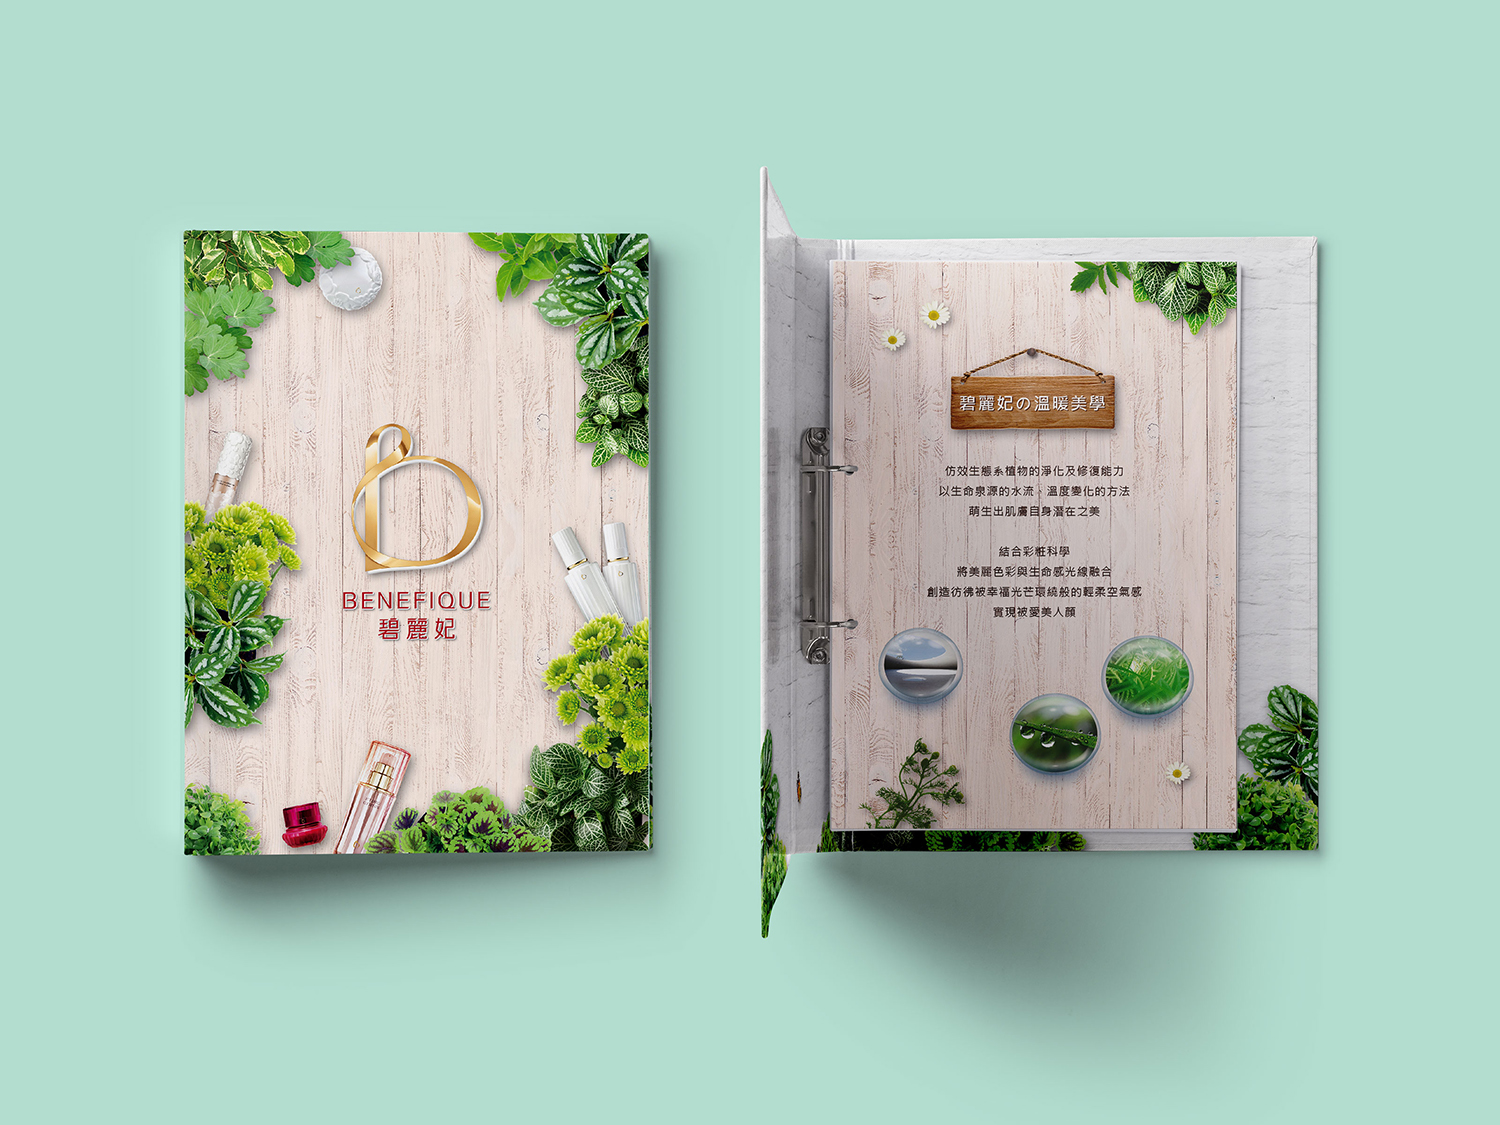 BENEFIQUE
碧麗妃
碧麗妃の溫暖美學
仿效生態系植物的淨化及修復能力
以生命泉源的水流、溫度變化的方法
萌生出肌膚自身潛在之美
結合彩粧科學
將美麗色彩與生命感光線融合
創造彷彿被幸福光芒環繞般的輕柔空氣感
實現被愛美人顏